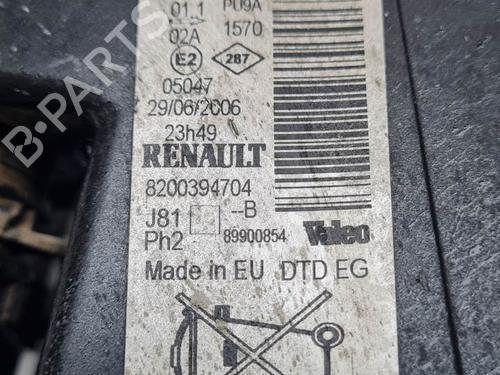 01.1 PU9A
02A 1570
E2 287
05047
29/06/2006
23h49
RENAULT
8200394704
J81 --B
Ph2 89900854 Valeo
Made in EU DTD EG
B-PARTS